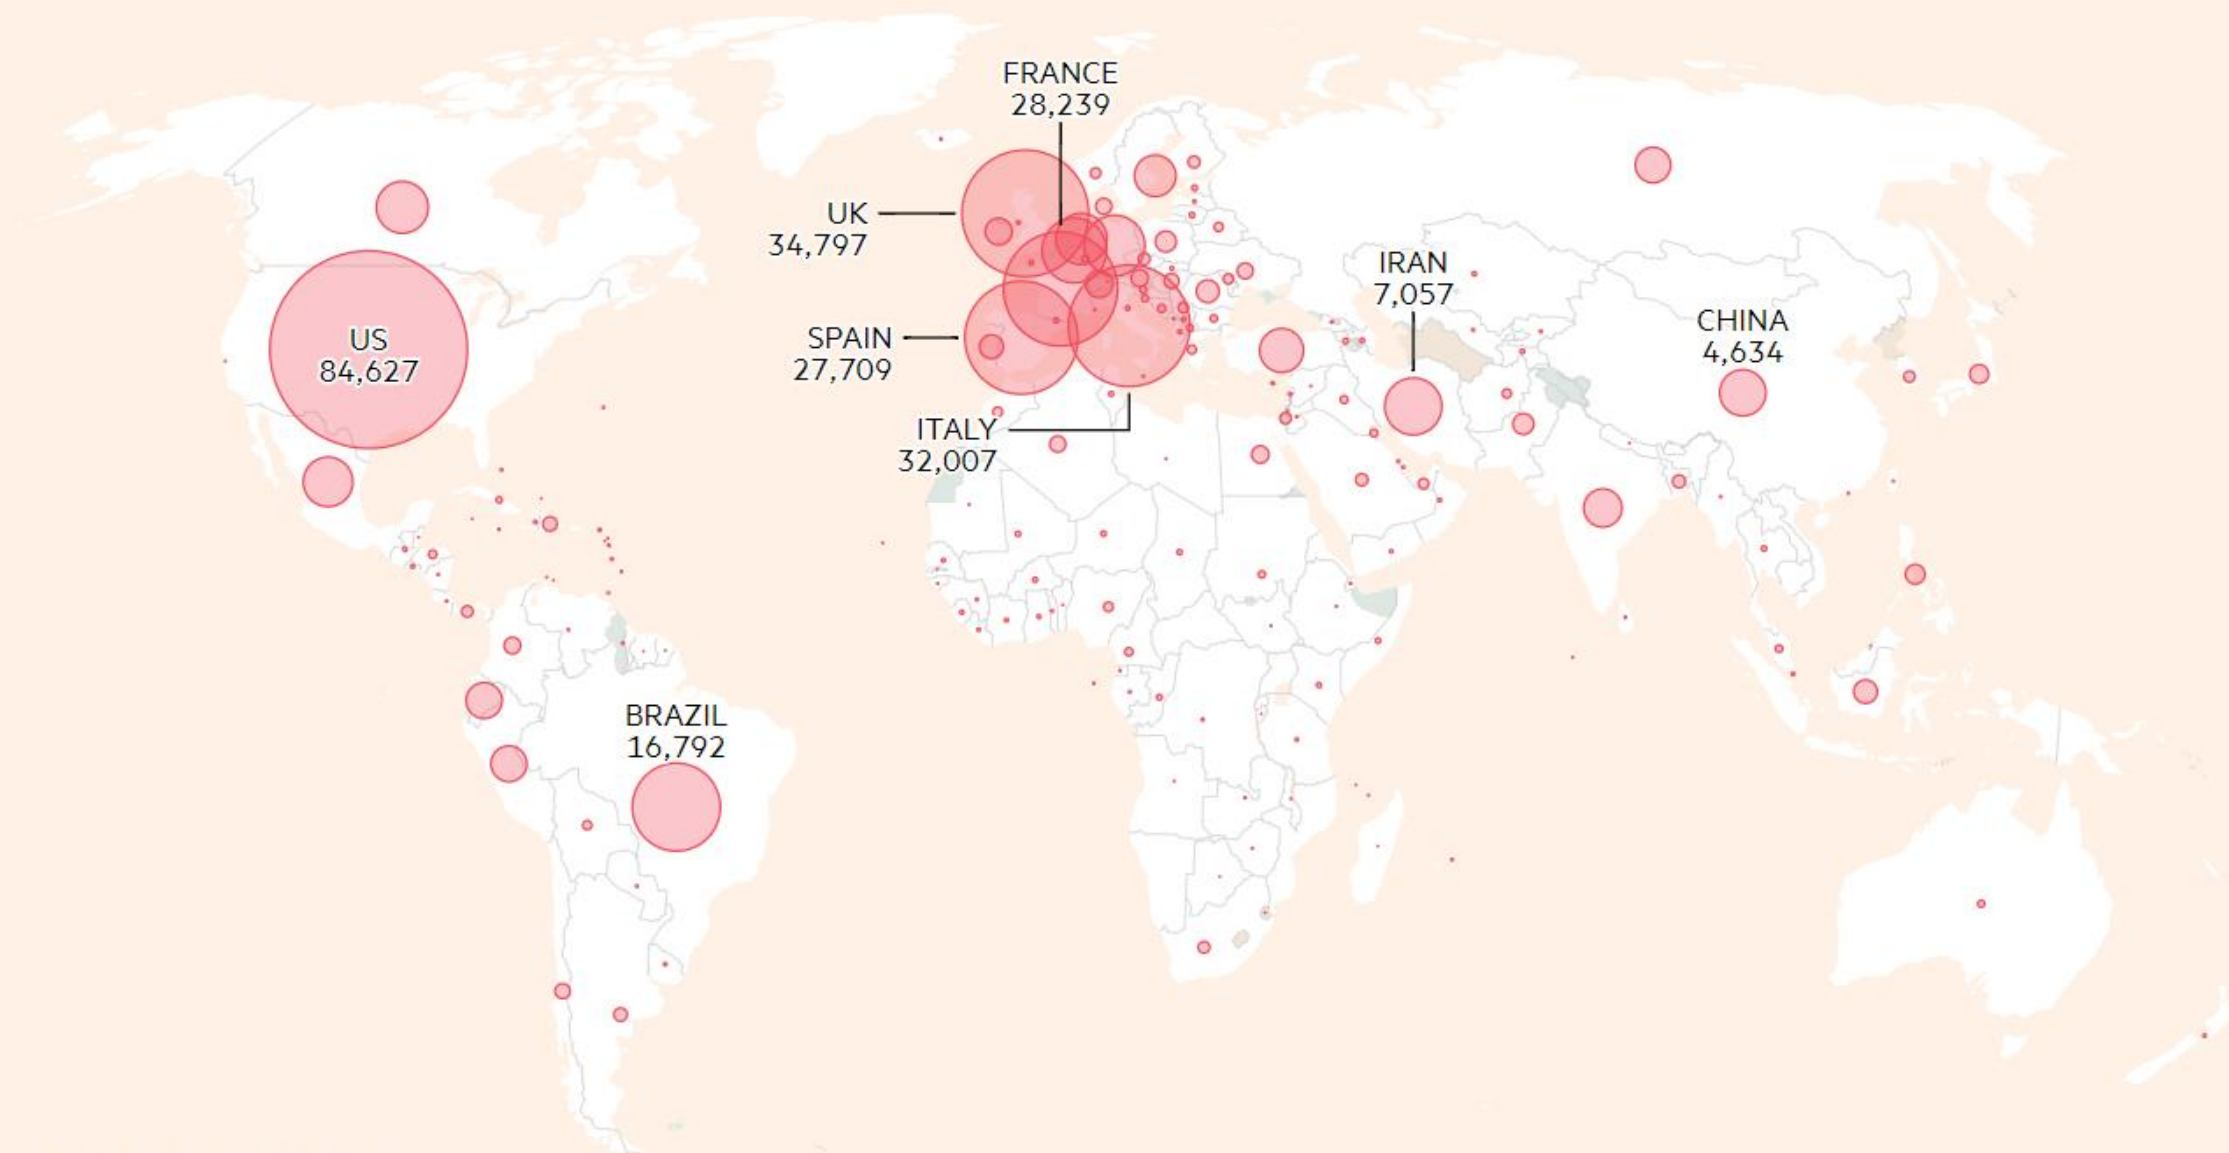 FRANCE
28,239
UK
34,797
IRAN
7,057
CHINA
4,634
US
84,627
SPAIN
27,709
ITALY
32,007
BRAZIL
16,792